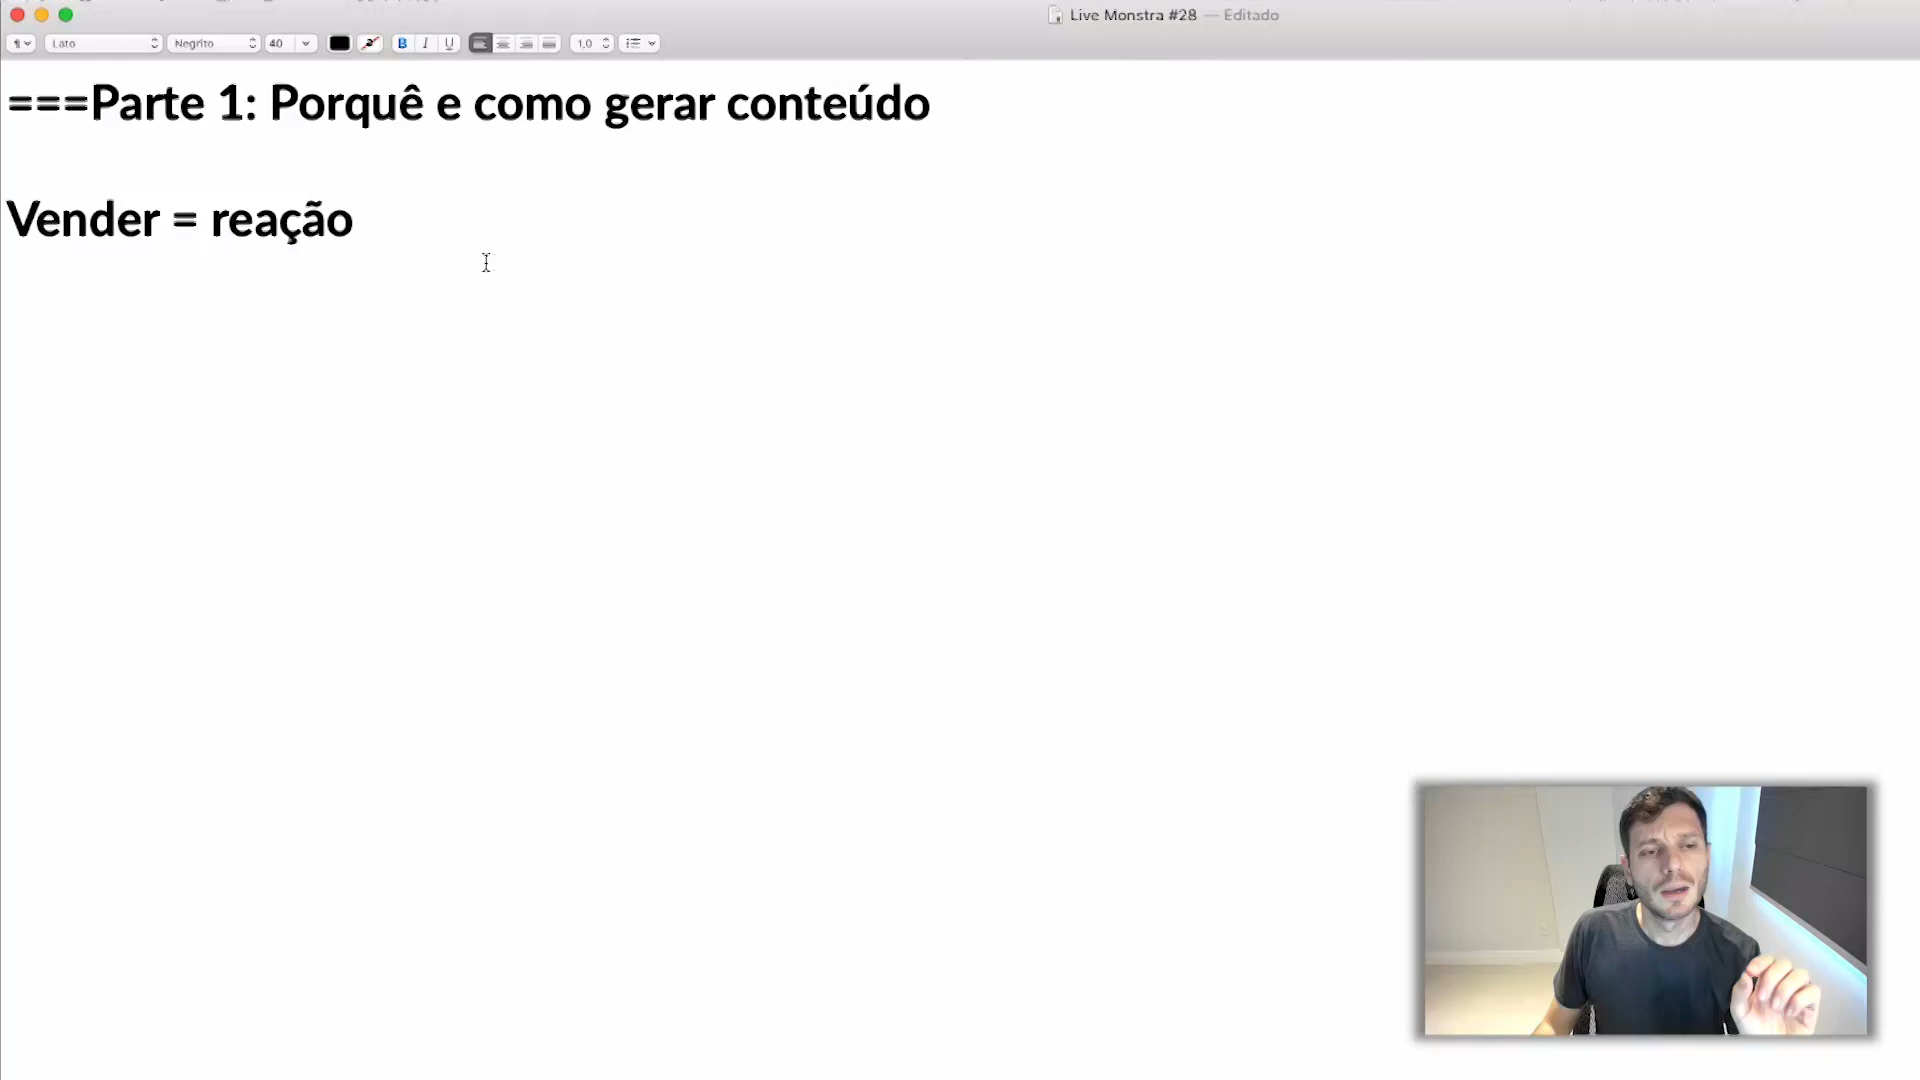 Live Monstra #28 — Editado
Lato Negrito 40 B I U 1,0
===Parte 1: Porquê e como gerar conteúdo
Vender = reação